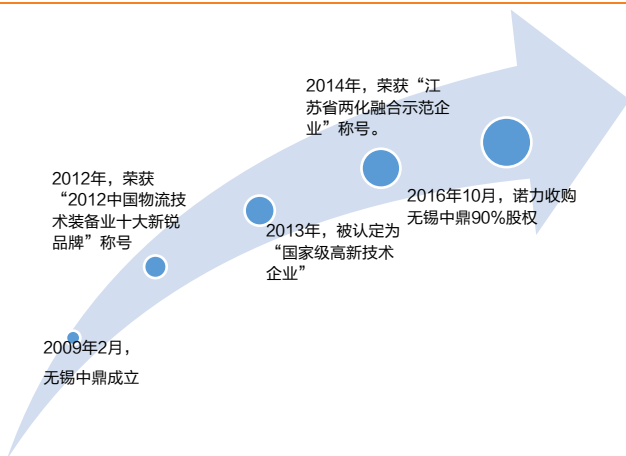 2009年2月，
无锡中鼎成立
2012年，荣获
“2012中国物流技
术装备业十大新锐
品牌”称号
2013年，被认定为
“国家级高新技术
企业”
2014年，荣获“江
苏省两化融合示范企
业”称号。
2016年10月，诺力收购
无锡中鼎90%股权